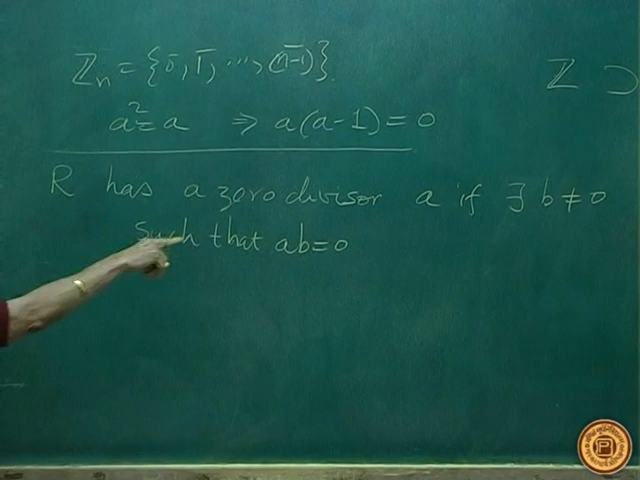 ℤₙ = {0̄, 1̄, ..., (n-1)̄}
ℤ ⊃
a² = a ⇒ a(a-1) = 0
R has a zero divisor a if ∃ b ≠ 0
such that ab = 0